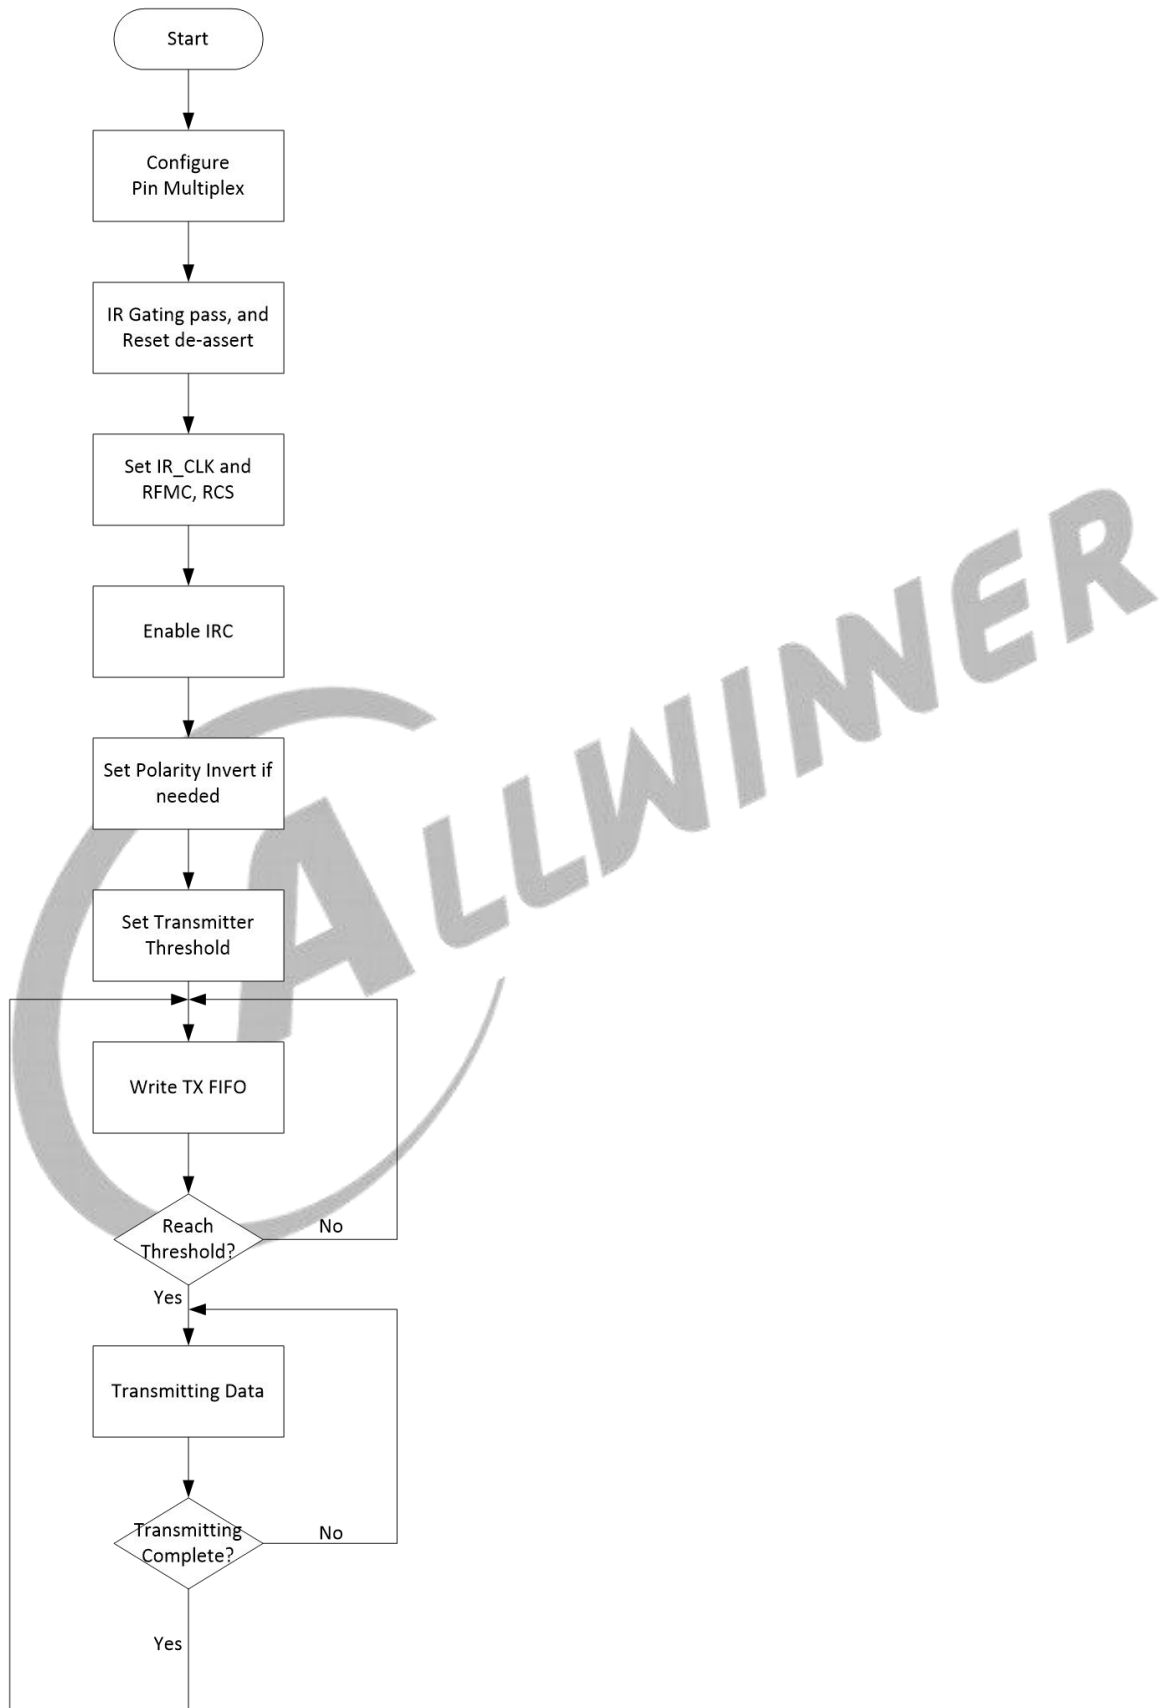 Start
Configure
Pin Multiplex
IR Gating pass, and
Reset de-assert
Set IR_CLK and
RFMC, RCS
Enable IRC
Set Polarity Invert if
needed
Set Transmitter
Threshold
Write TX FIFO
Reach
Threshold?
No
Yes
Transmitting Data
Transmitting
Complete?
No
Yes
ALLWINNER